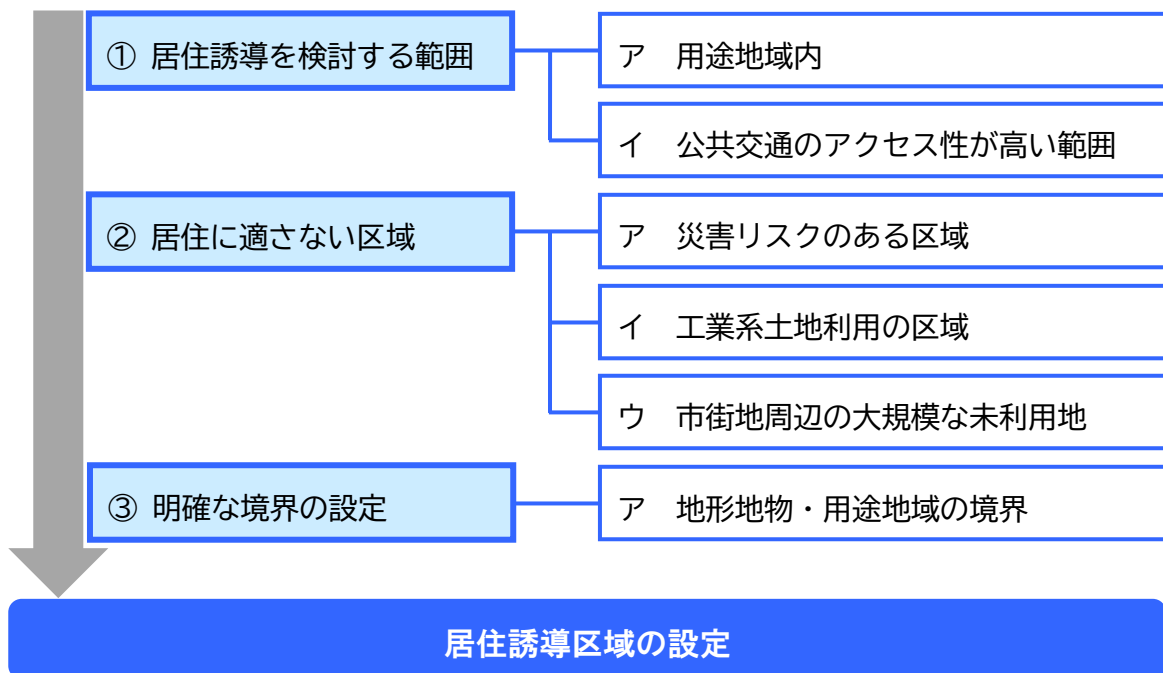 ① 居住誘導を検討する範囲
ア 用途地域内
イ 公共交通のアクセス性が高い範囲
② 居住に適さない区域
ア 災害リスクのある区域
イ 工業系土地利用の区域
ウ 市街地周辺の大規模な未利用地
③ 明確な境界の設定
ア 地形地物・用途地域の境界
居住誘導区域の設定